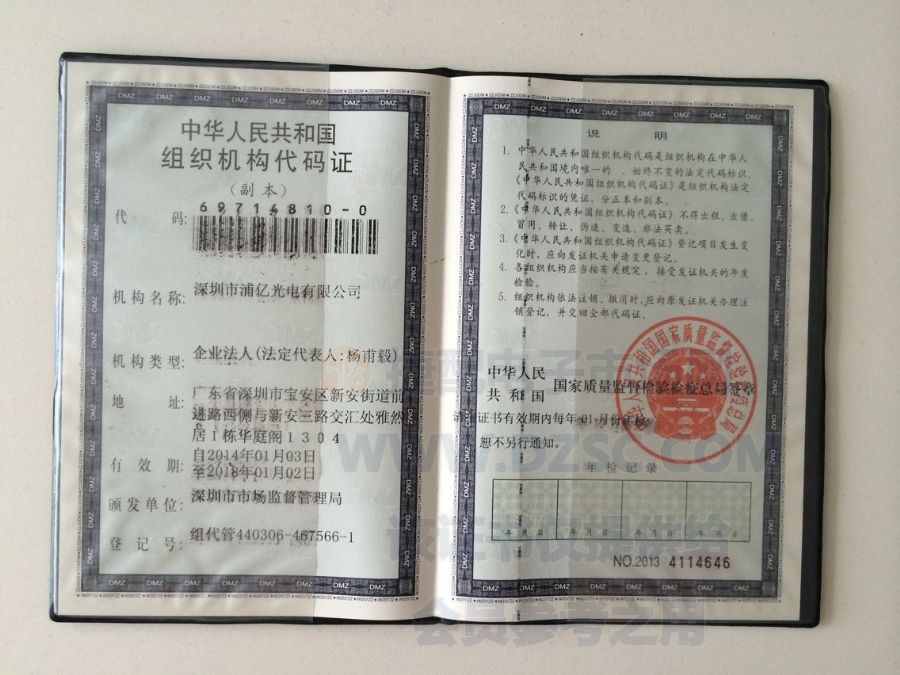 中华人民共和国
组织机构代码证
（副本）
代 码: 69714810-0
机构名称: 深圳市浦亿光电有限公司
机构类型: 企业法人(法定代表人:杨甫毅)
地 址: 广东省深圳市宝安区新安街道前
进路西侧与新安三路交汇处雅然
居1栋华庭阁1304
有 效 期: 自2014年01月03日
至2018年01月02日
颁发单位: 深圳市市场监督管理局
登 记 号: 组代管440306-467566-1
说 明
1. 中华人民共和国组织机构代码是组织机构在中华人
民共和国境内唯一的、始终不变的法定代码标识，
《中华人民共和国组织机构代码证》是组织机构法定
代码标识的凭证、分正本和副本。
2.《中华人民共和国组织机构代码证》不得出租、出借、
冒用、转让、伪造、变造、非法买卖。
3.《中华人民共和国组织机构代码证》登记项目发生变
化时、应向发证机关申请变更登记。
4. 各组织机构应当按有关规定、接受发证机关的年度
检验。
5. 组织机构依法注销、撤消时，应向原发证机关办理注
销登记，并交回全部代码证。
中华人民
共和国 国家质量监督检验检疫总局签章
请在证书有效期内每年01月份年检，
恕不另行通知。
年检记录
年 月 日 年 月 日 年 月 日 年 月 日
NO.2013 4114646
WWW.DZSC.COM
该证书仅提供给
会员参考之用